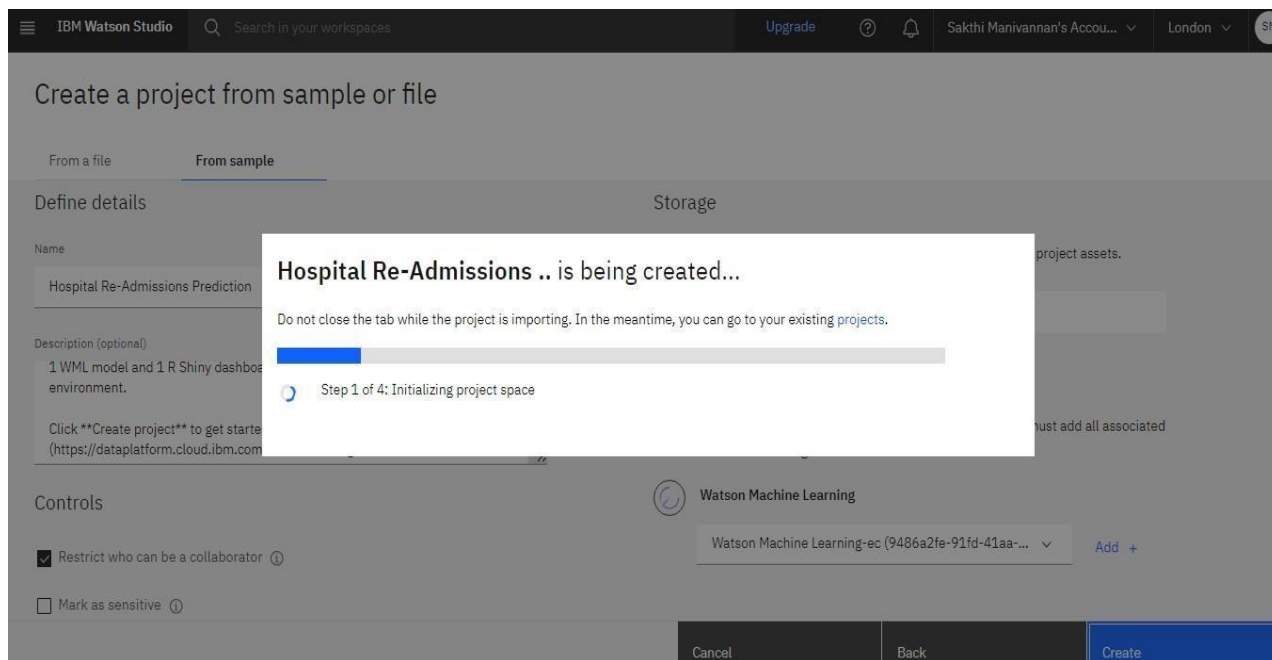 IBM Watson Studio
Search in your workspaces
Upgrade
Sakthi Manivannan's Accou...
London
Create a project from sample or file
From a file
From sample
Define details
Storage
Name
project assets.
Hospital Re-Admissions Prediction
Hospital Re-Admissions .. is being created...
Do not close the tab while the project is importing. In the meantime, you can go to your existing projects.
Step 1 of 4: Initializing project space
Description (optional)
1 WML model and 1 R Shiny
environment.
Click **Create project** to get
(https://dataplatform.cloud.ibm.com
must add all associated
Controls
Watson Machine Learning
Watson Machine Learning-ec (9486a2fe-91fd-41aa-...
Add +
Restrict who can be a collaborator
Mark as sensitive
Cancel
Back
Create